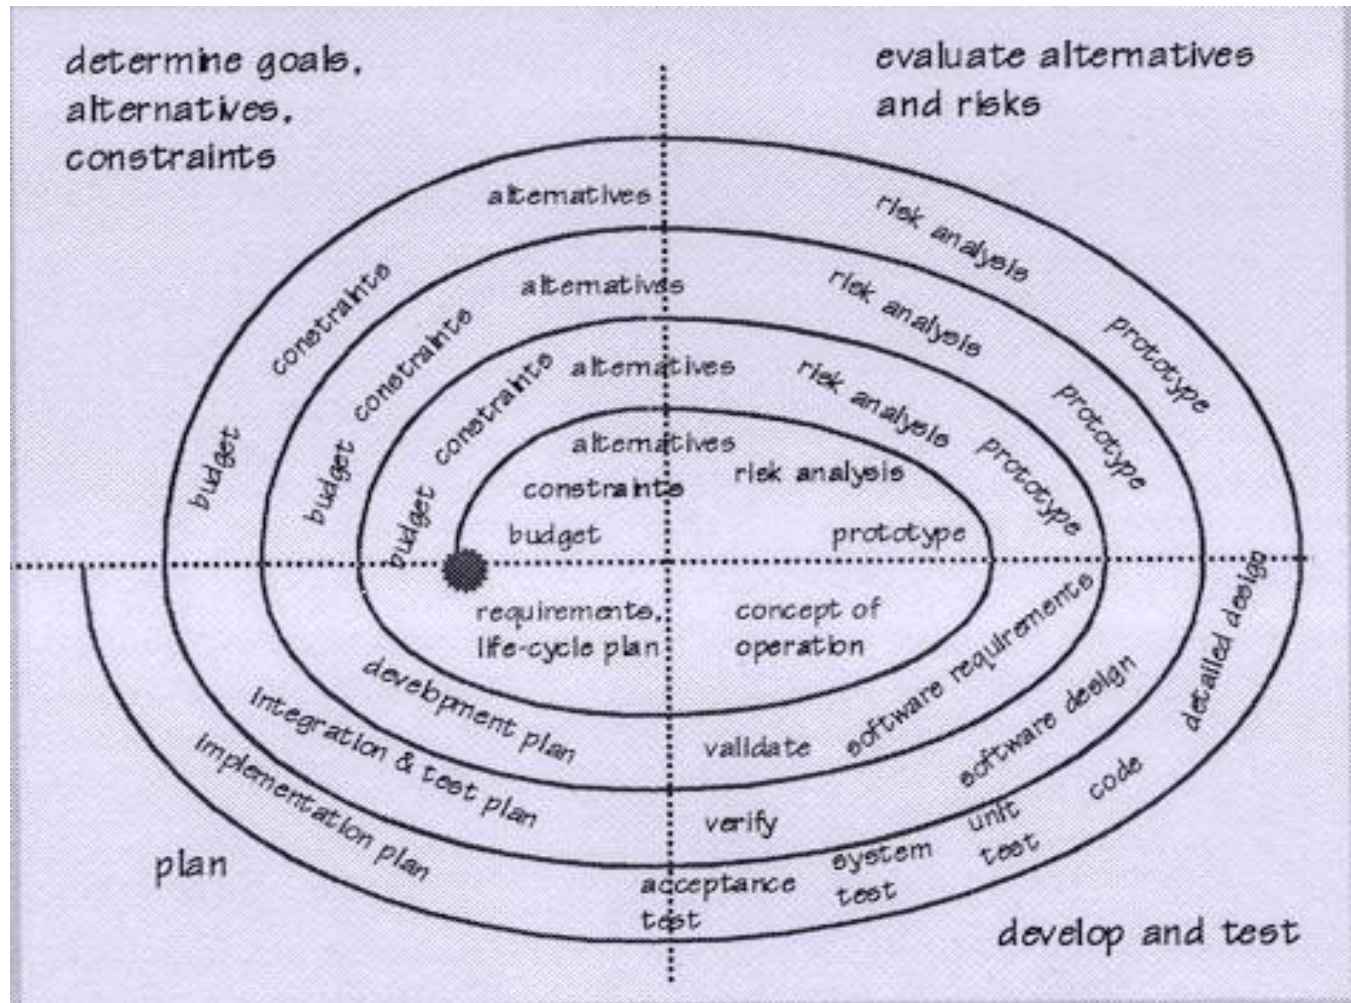 determine goals,
alternatives,
constraints
evaluate alternatives
and risks
alternatives
constraints
budget
risk analysis
prototype
alternatives
constraints
budget
risk analysis
prototype
alternatives
constraints
budget
risk analysis
prototype
alternatives
constraints
budget
risk analysis
prototype
requirements,
life-cycle plan
concept of
operation
development plan
validate
software requirements
integration & test plan
verify
software design
implementation plan
acceptance
test
system
test
unit
test
code
detailed design
plan
develop and test